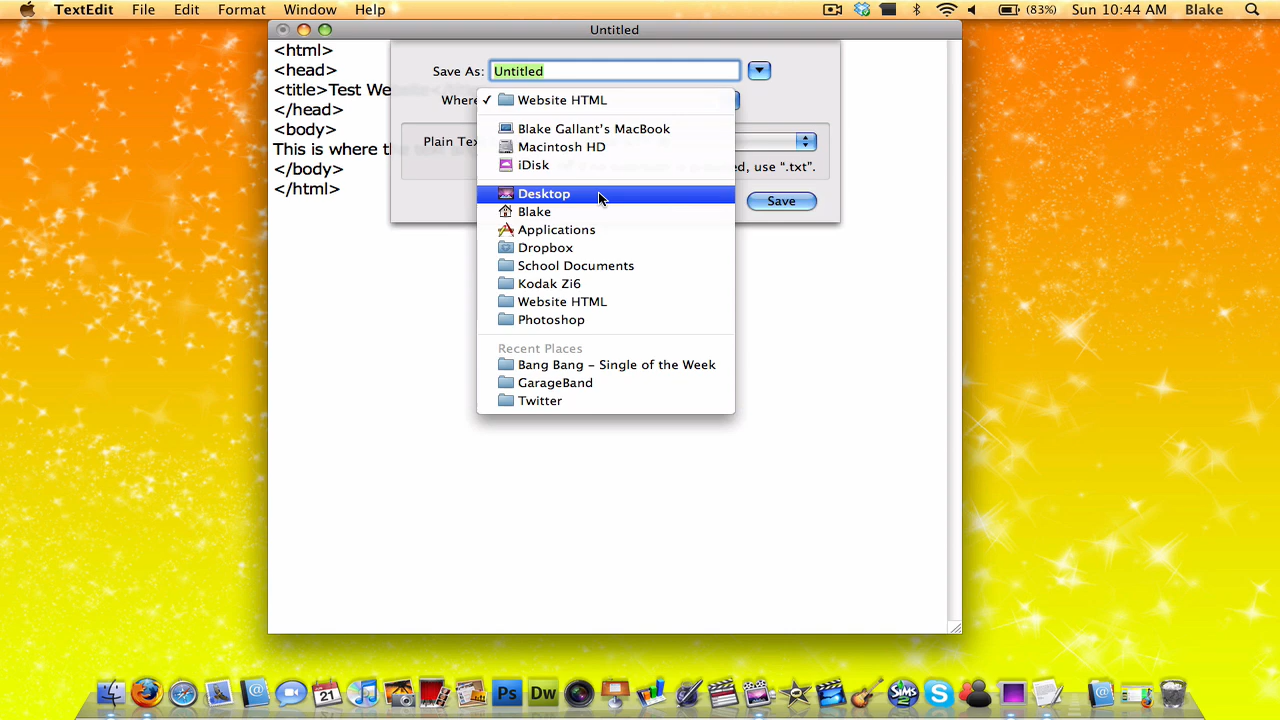 TextEdit File Edit Format Window Help (83%) Sun 10:44 AM Blake
Untitled
<html>
<head>
<title>Test We
</head>
<body>
This is where t
</body>
</html>
Save As: Untitled
Where
✓ Website HTML
Blake Gallant's MacBook
Macintosh HD
iDisk
Desktop
Blake
Applications
Dropbox
School Documents
Kodak Zi6
Website HTML
Photoshop
Recent Places
Bang Bang – Single of the Week
GarageBand
Twitter
Plain Tex
d, use “.txt”.
Save
21
Ps
Dw
SIMS
S